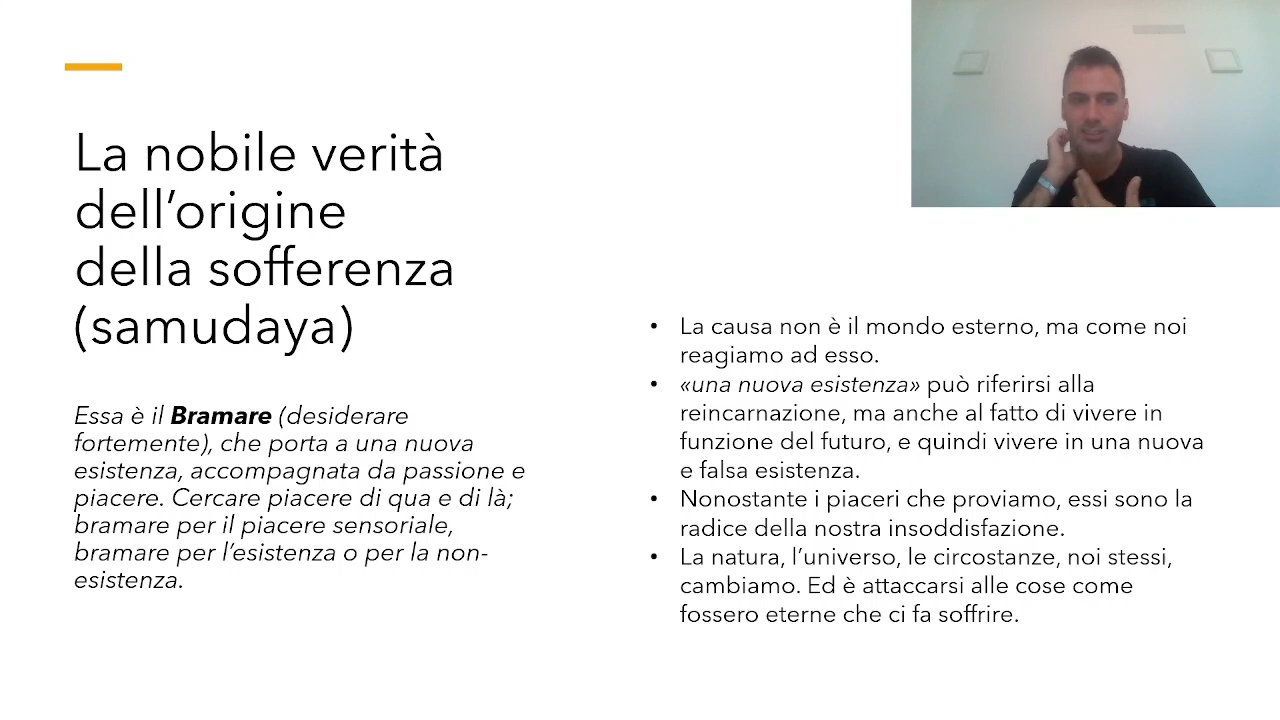 La nobile verità
dell’origine
della sofferenza
(samudaya)
Essa è il Bramare (desiderare
fortemente), che porta a una nuova
esistenza, accompagnata da passione e
piacere. Cercare piacere di qua e di là;
bramare per il piacere sensoriale,
bramare per l’esistenza o per la non-
esistenza.
• La causa non è il mondo esterno, ma come noi
reagiamo ad esso.
• «una nuova esistenza» può riferirsi alla
reincarnazione, ma anche al fatto di vivere in
funzione del futuro, e quindi vivere in una nuova
e falsa esistenza.
• Nonostante i piaceri che proviamo, essi sono la
radice della nostra insoddisfazione.
• La natura, l’universo, le circostanze, noi stessi,
cambiamo. Ed è attaccarsi alle cose come
fossero eterne che ci fa soffrire.